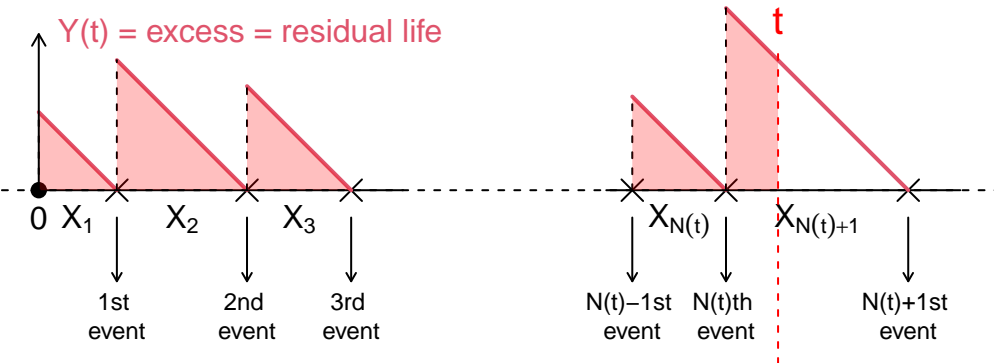 Y(t) = excess = residual life
t
0 X1 X2 X3 XN(t) XN(t)+1
1st event
2nd event
3rd event
N(t)−1st event
N(t)th event
N(t)+1st event